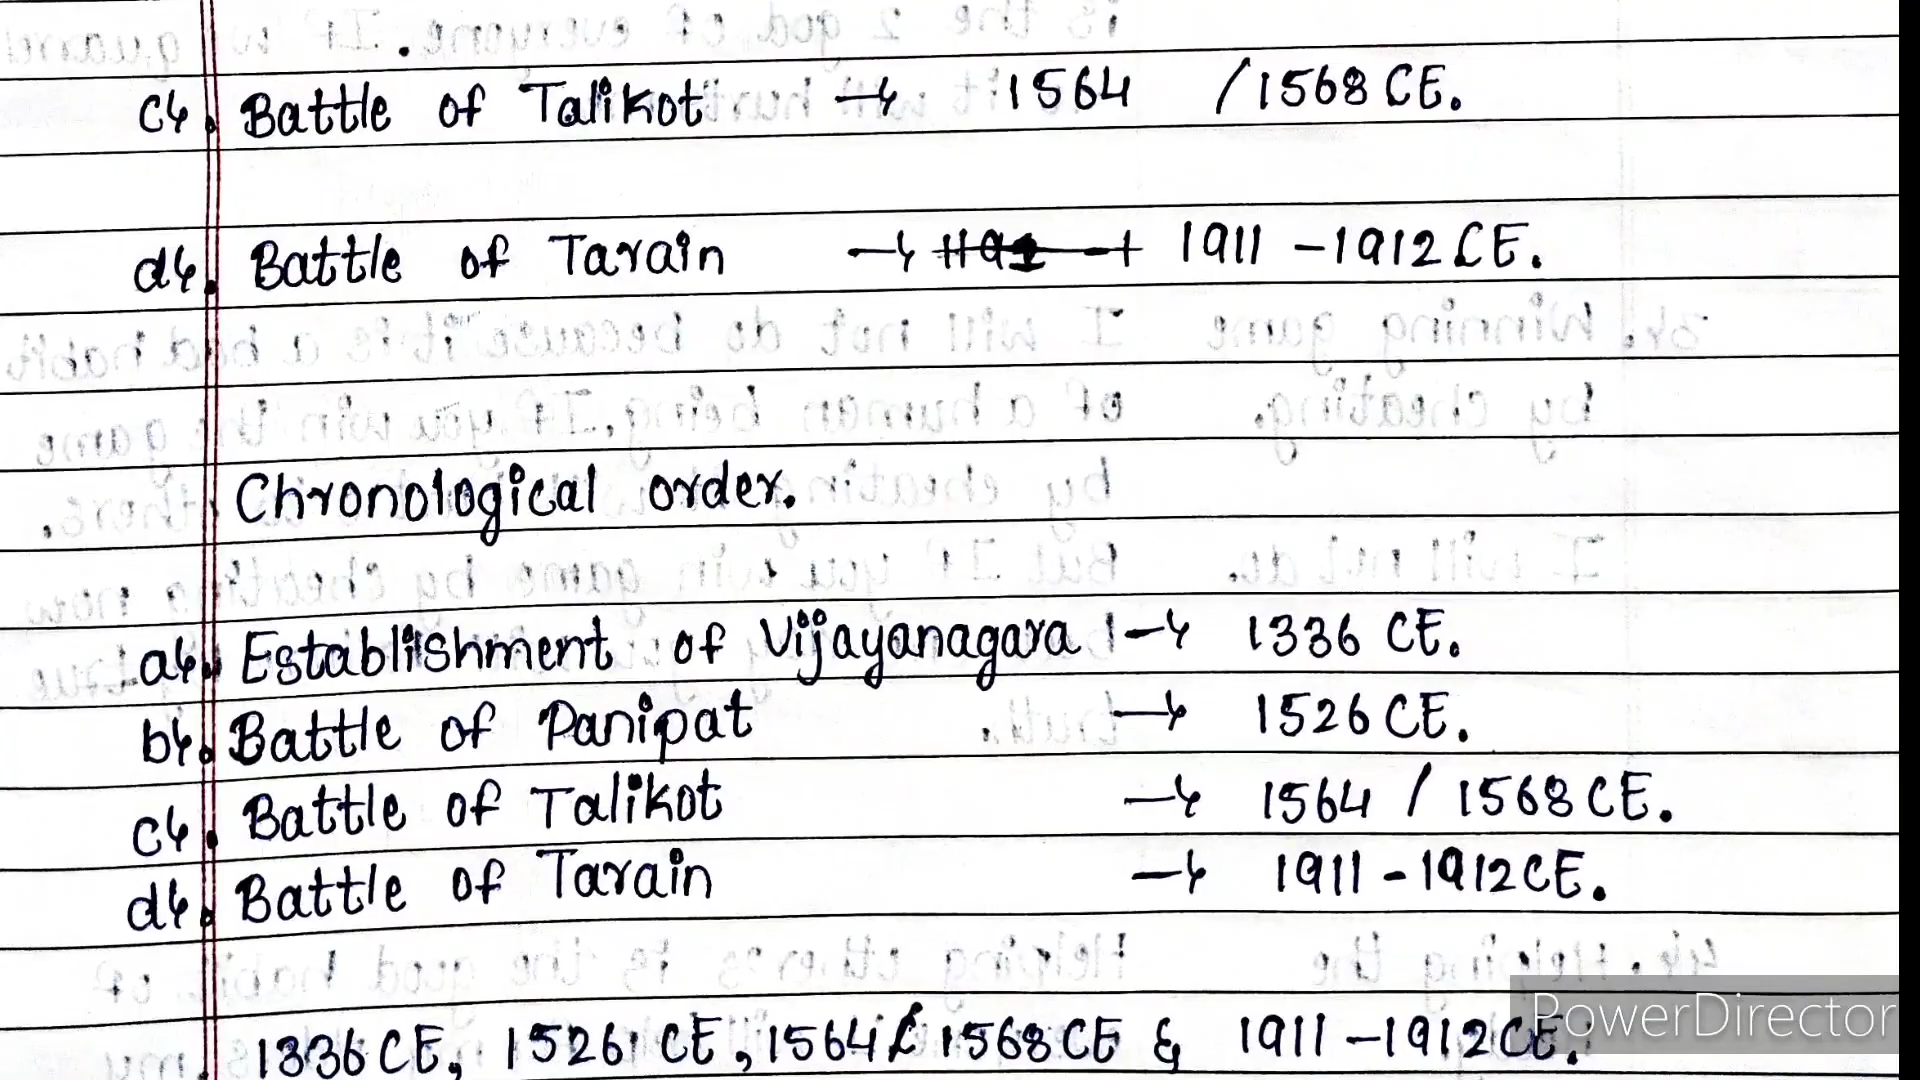 c↳. Battle of Talikot → 1564 / 1568 CE.
d↳. Battle of Tarain → 1911 - 1912 CE.
Chronological order.
a↳. Establishment of Vijayanagara → 1336 CE.
b↳. Battle of Panipat → 1526 CE.
c↳. Battle of Talikot → 1564 / 1568 CE.
d↳. Battle of Tarain → 1911 - 1912 CE.
1336 CE, 1526 CE, 1564 / 1568 CE & 1911 - 1912 CE.
PowerDirector